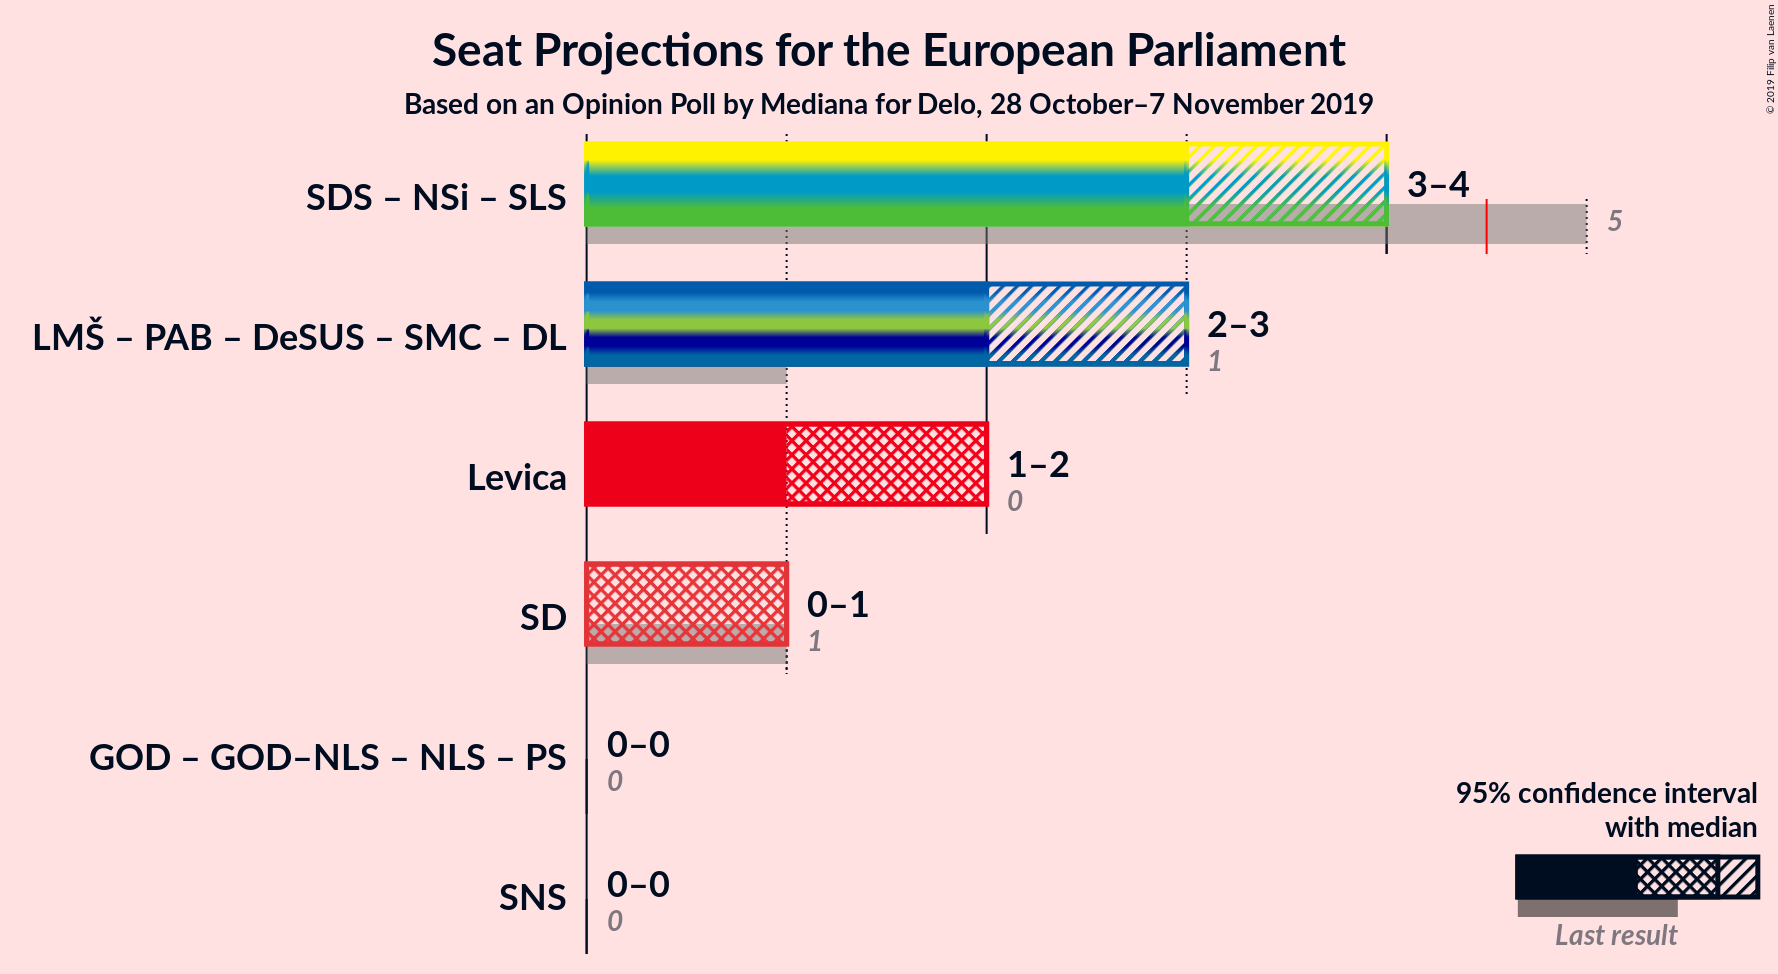 Seat Projections for the European Parliament
Based on an Opinion Poll by Mediana for Delo, 28 October–7 November 2019
© 2019 Filip van Laenen
SDS – NSi – SLS
3–4
5
LMŠ – PAB – DeSUS – SMC – DL
2–3
1
Levica
1–2
0
SD
0–1
1
GOD – GOD–NLS – NLS – PS
0–0
0
SNS
0–0
0
95% confidence interval
with median
Last result